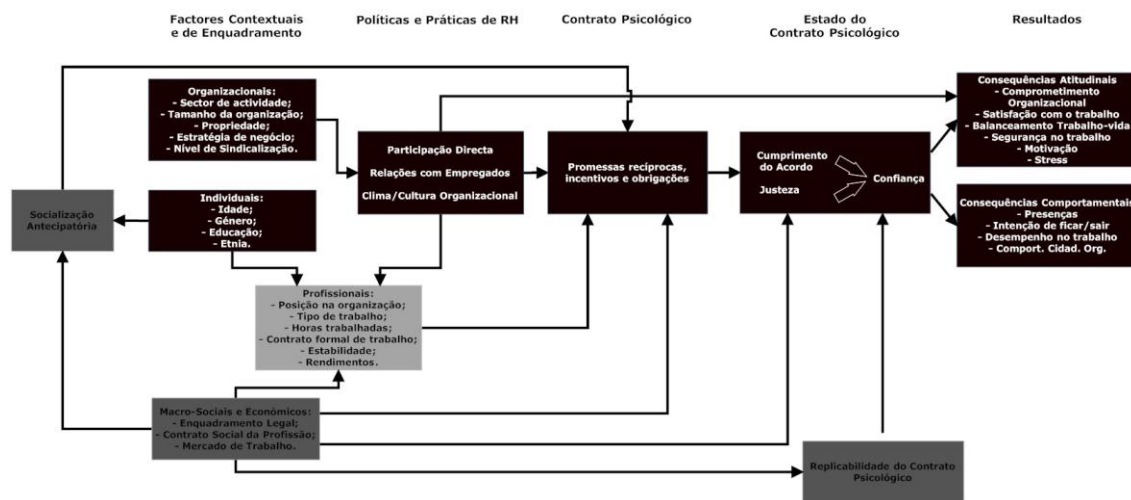 Factores Contextuais
e de Enquadramento
Políticas e Práticas de RH
Contrato Psicológico
Estado do
Contrato Psicológico
Resultados
Organizacionais:
- Sector de actividade;
- Tamanho da organização;
- Propriedade;
- Estratégia de negócio;
- Nível de Sindicalização.
Participação Directa
Relações com Empregados
Clima/Cultura Organizacional
Promessas recíprocas,
incentivos e obrigações
Cumprimento
do Acordo
Justeza
Confiança
Consequências Atitudinais
- Comprometimento
Organizacional
- Satisfação com o trabalho
- Balanceamento Trabalho-vida
- Segurança no trabalho
- Motivação
- Stress
Socialização
Antecipatória
Individuais:
- Idade;
- Género;
- Educação;
- Etnia.
Consequências Comportamentais
- Presenças
- Intenção de ficar/sair
- Desempenho no trabalho
- Comport. Cidad. Org.
Profissionais:
- Posição na organização;
- Tipo de trabalho;
- Horas trabalhadas;
- Contrato formal de trabalho;
- Estabilidade;
- Rendimentos.
Macro-Sociais e Económicos:
- Enquadramento Legal;
- Contrato Social da Profissão;
- Mercado de Trabalho.
Replicabilidade do Contrato
Psicológico